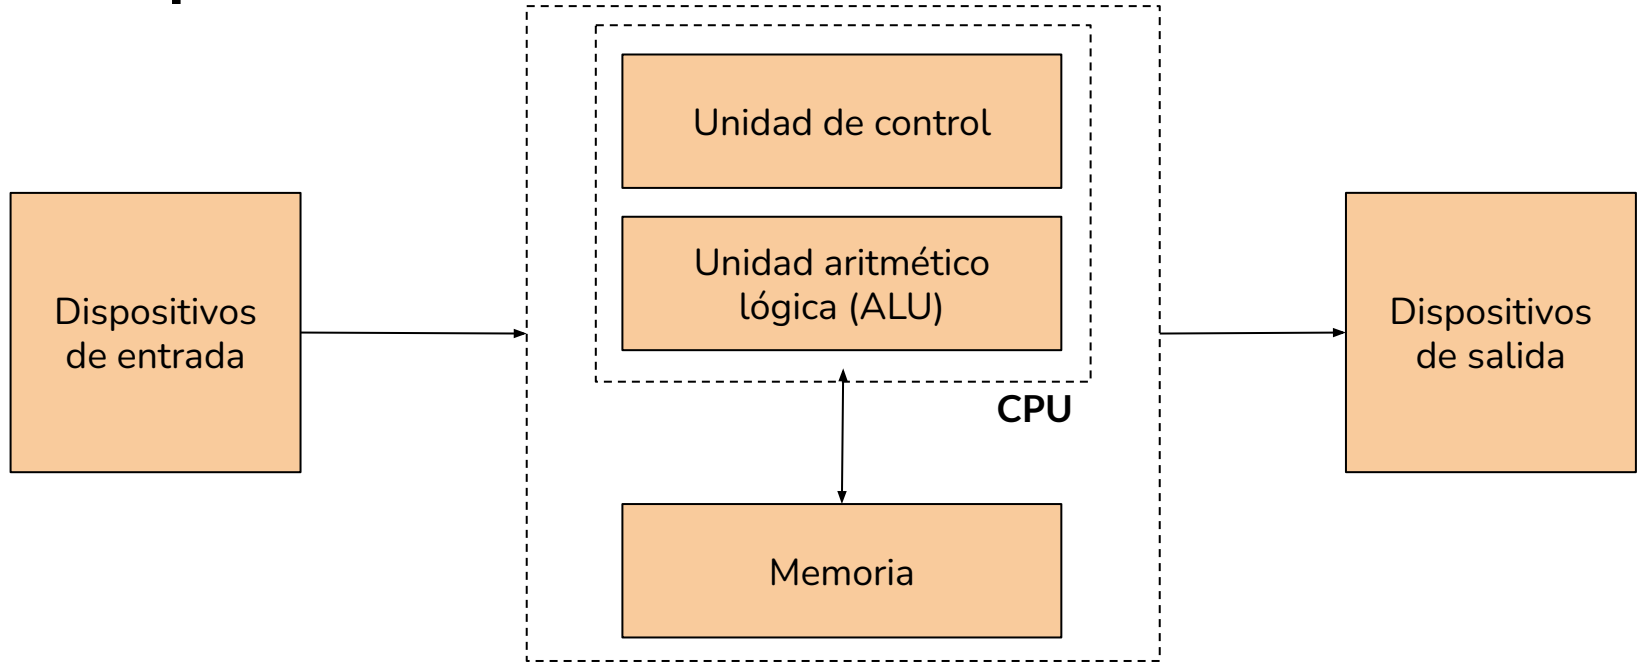 Unidad de control
Unidad aritmético
lógica (ALU)
Dispositivos
de entrada
Dispositivos
de salida
CPU
Memoria